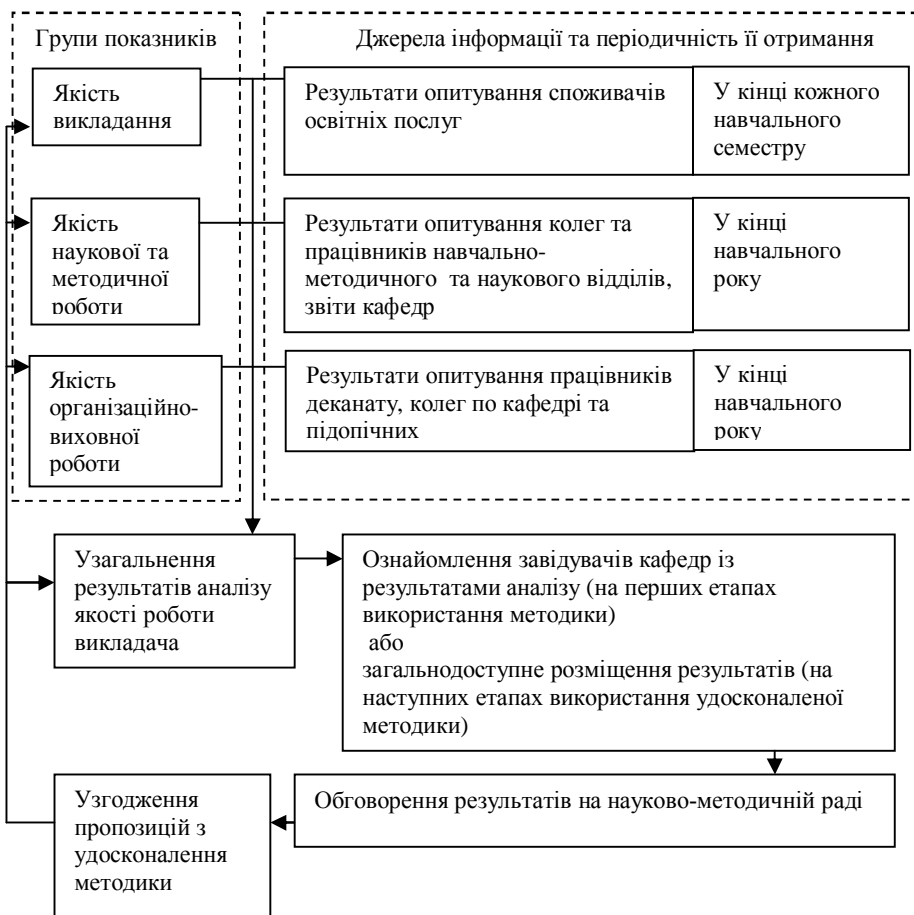 Групи показників
Джерела інформації та періодичність її отримання
Якість
викладання
Результати опитування споживачів
освітніх послуг
У кінці кожного
навчального
семестру
Якість
наукової та
методичної
роботи
Результати опитування колег та
працівників навчально-
методичного та наукового відділів,
звіти кафедр
У кінці
навчального
року
Якість
організаційно-
виховної
роботи
Результати опитування працівників
деканату, колег по кафедрі та
підопічних
У кінці
навчального
року
Узагальнення
результатів аналізу
якості роботи
викладача
Ознайомлення завідувачів кафедр із
результатами аналізу (на перших етапах
використання методики)
або
загальнодоступне розміщення результатів (на
наступних етапах використання удосконаленої
методики)
Обговорення результатів на науково-методичній раді
Узгодження
пропозицій з
удосконалення
методики